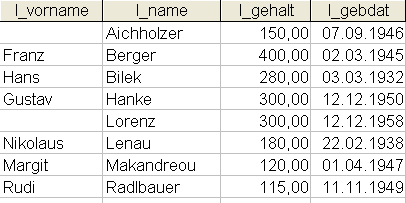 l_vorname l_name l_gehalt l_gebdat
Aichholzer 150,00 07.09.1946
Franz Berger 400,00 02.03.1945
Hans Bilek 280,00 03.03.1932
Gustav Hanke 300,00 12.12.1950
Lorenz 300,00 12.12.1958
Nikolaus Lenau 180,00 22.02.1938
Margit Makandreou 120,00 01.04.1947
Rudi Radlbauer 115,00 11.11.1949